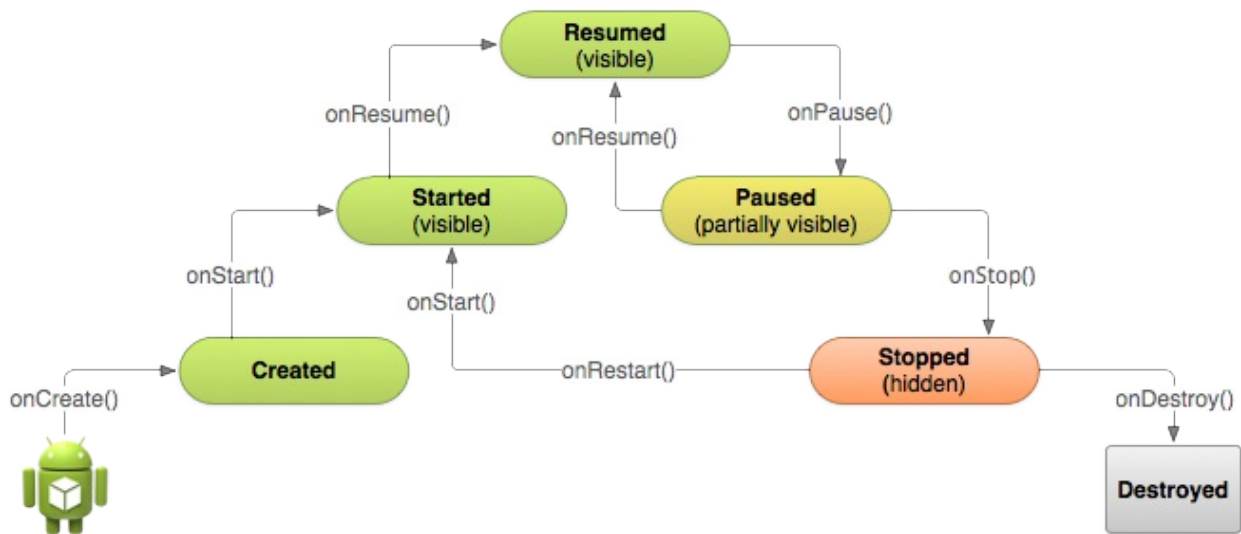 Resumed
(visible)
onResume()
onResume()
onPause()
Started
(visible)
Paused
(partially visible)
onStart()
onStart()
onStop()
Created
onRestart()
Stopped
(hidden)
onCreate()
onDestroy()
Destroyed